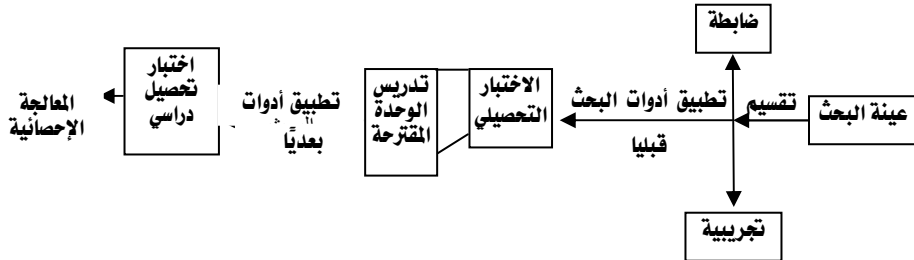 ضابطة
عينة البحث
تقسيم
تجريبية
تطبيق أدوات البحث
قبليا
الاختبار
التحصيلي
تدريس
الوحدة
المقترحة
تطبيق أدوات
بعديًا
اختبار
تحصيل
دراسي
المعالجة
الإحصائية